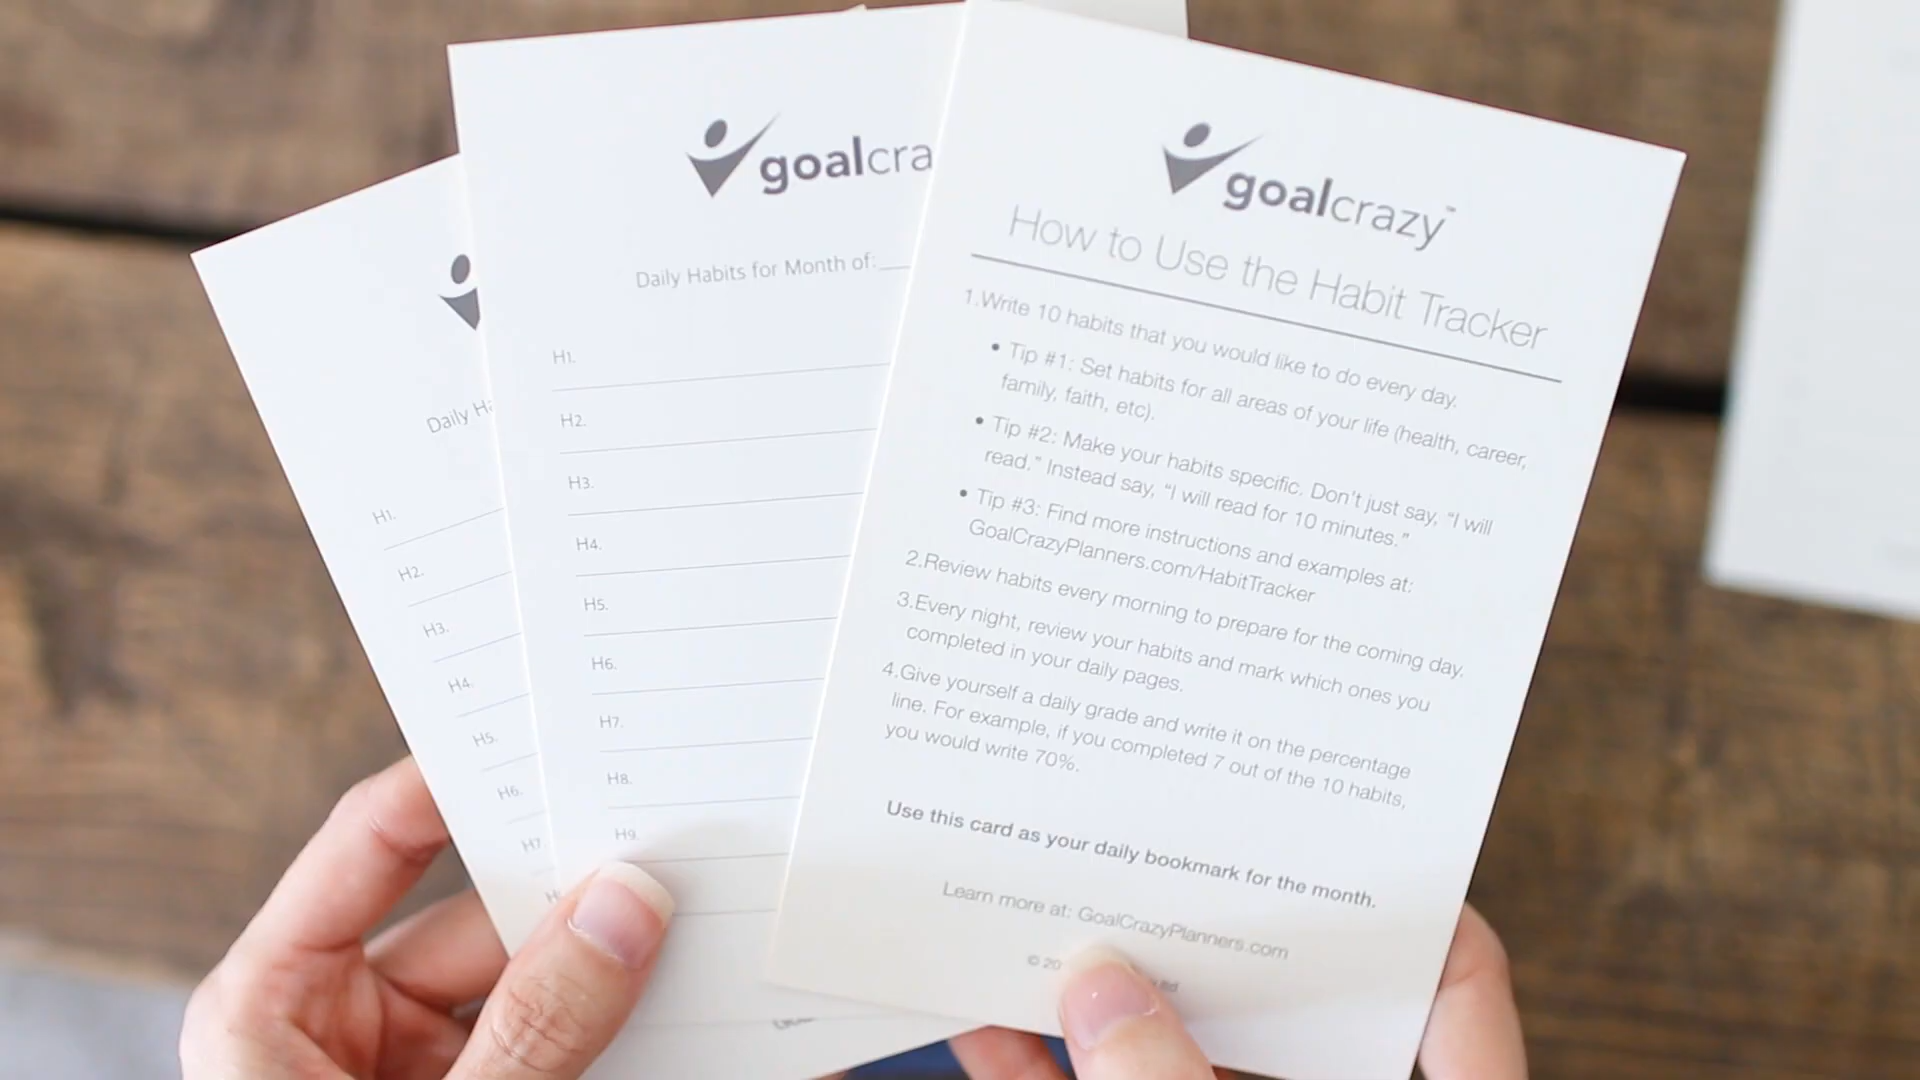 Daily Ha
H1.
H2.
H3.
H4.
H5.
H6.
H7.
goalcra
Daily Habits for Month of:
H1.
H2.
H3.
H4.
H5.
H6.
H7.
H8.
H9.
goalcrazy™
How to Use the Habit Tracker
1.Write 10 habits that you would like to do every day.
• Tip #1: Set habits for all areas of your life (health, career,
family, faith, etc).
• Tip #2: Make your habits specific. Don't just say, “I will
read.” Instead say, “I will read for 10 minutes.”
• Tip #3: Find more instructions and examples at:
GoalCrazyPlanners.com/HabitTracker
2.Review habits every morning to prepare for the coming day.
3.Every night, review your habits and mark which ones you
completed in your daily pages.
4.Give yourself a daily grade and write it on the percentage
line. For example, if you completed 7 out of the 10 habits,
you would write 70%.
Use this card as your daily bookmark for the month.
Learn more at: GoalCrazyPlanners.com
© 20